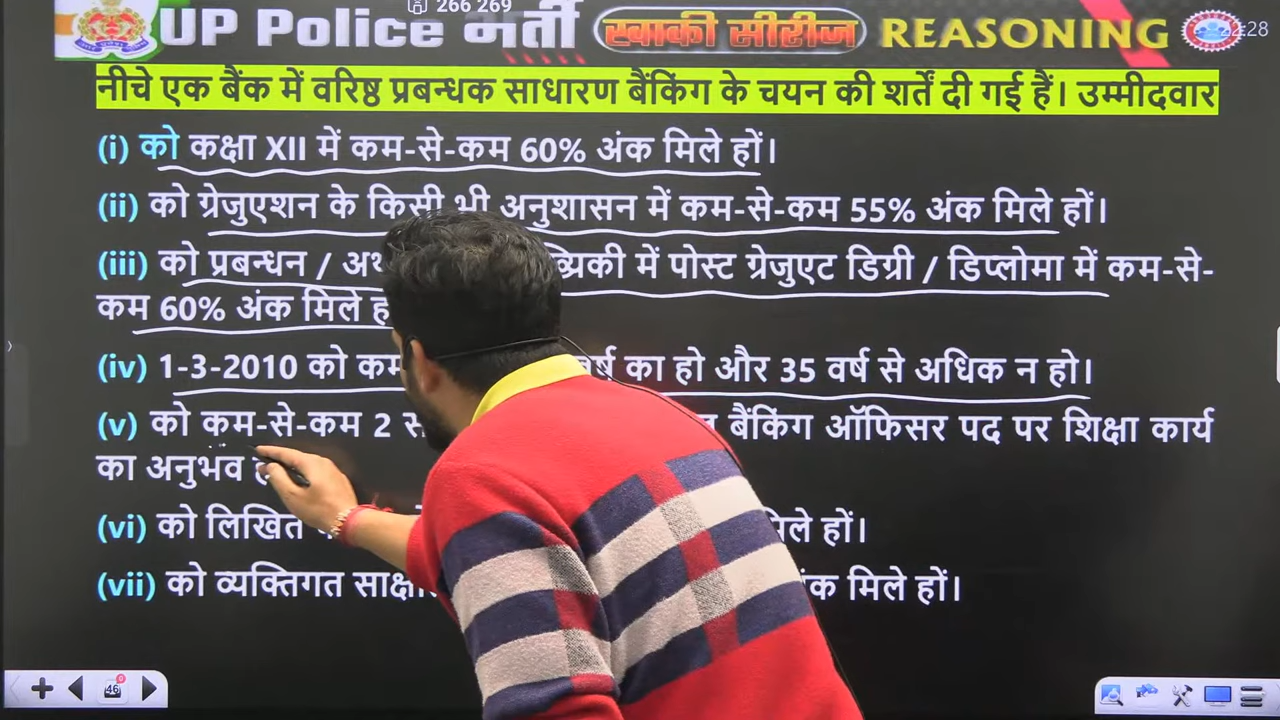 266 269
UP Police भर्ती खाकी सीरीज REASONING
22:28
नीचे एक बैंक में वरिष्ठ प्रबन्धक साधारण बैंकिंग के चयन की शर्तें दी गई हैं। उम्मीदवार
(i) को कक्षा XII में कम-से-कम 60% अंक मिले हों।
(ii) को ग्रेजुएशन के किसी भी अनुशासन में कम-से-कम 55% अंक मिले हों।
(iii) को प्रबन्धन / में पोस्ट ग्रेजुएट डिग्री / डिप्लोमा में कम-से-
कम 60% अंक मिले
(iv) 1-3-2010 को वर्ष का हो और 35 वर्ष से अधिक न हो।
(v) को कम-से-कम 2 बैंकिंग ऑफिसर पद पर शिक्षा कार्य
का अनुभव
(vi) को लिखित हों।
(vii) को व्यक्तिगत मिले हों।
46